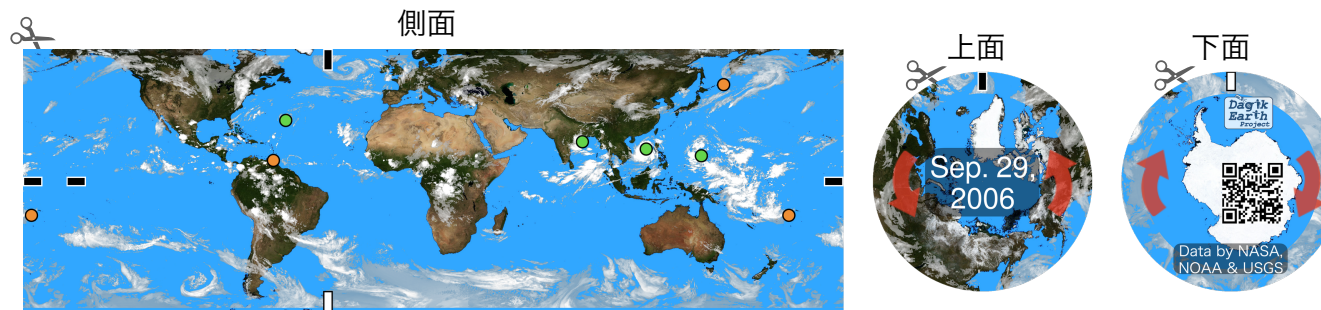 側面
上面
下面
Sep. 29
2006
Dagik
Earth
Project
Data by NASA,
NOAA & USGS